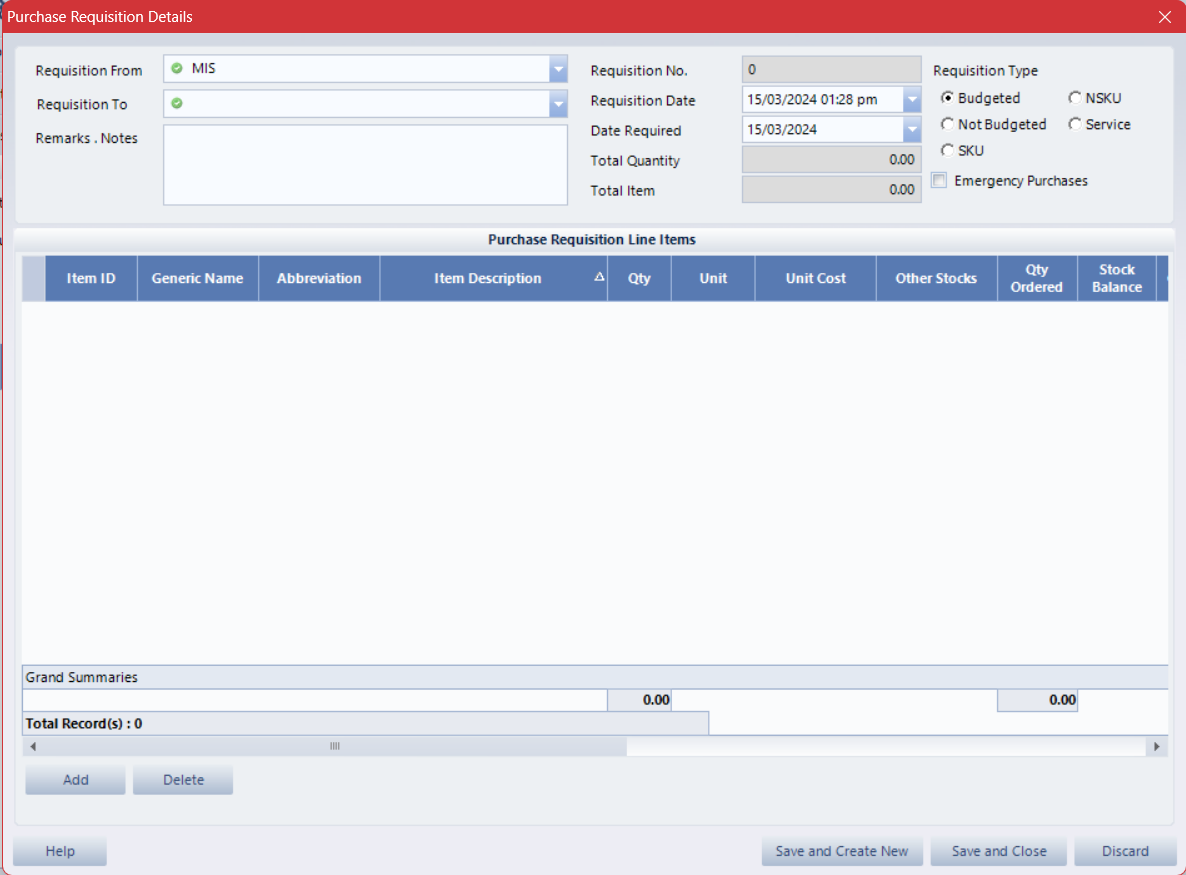 Purchase Requisition Details
Requisition From
MIS
Requisition To
Remarks . Notes
Requisition No.
0
Requisition Date
15/03/2024 01:28 pm
Date Required
15/03/2024
Total Quantity
0.00
Total Item
0.00
Requisition Type
Budgeted
NSKU
Not Budgeted
Service
SKU
Emergency Purchases
Purchase Requisition Line Items
Item ID
Generic Name
Abbreviation
Item Description
Qty
Unit
Unit Cost
Other Stocks
Qty
Ordered
Stock
Balance
Grand Summaries
0.00
0.00
Total Record(s) : 0
Add
Delete
Help
Save and Create New
Save and Close
Discard